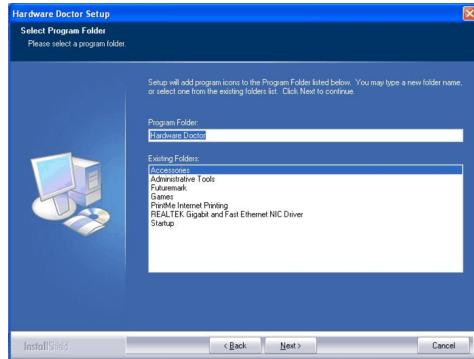 Hardware Doctor Setup
Select Program Folder
Please select a program folder.
Setup will add program icons to the Program Folder listed below. You may type a new folder name,
or select one from the existing folders list. Click Next to continue.
Program Folder:
Hardware Doctor
Existing Folders:
Accessories
Administrative Tools
Futuremark
Games
PrintMe Internet Printing
REALTEK Gigabit and Fast Ethernet NIC Driver
Startup
InstallShield
< Back
Next >
Cancel